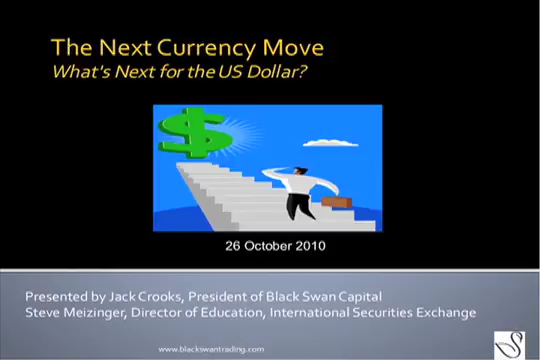 The Next Currency Move
What's Next for the US Dollar?
$
26 October 2010
Presented by Jack Crooks, President of Black Swan Capital
Steve Meizinger, Director of Education, International Securities Exchange
www.blackswantrading.com